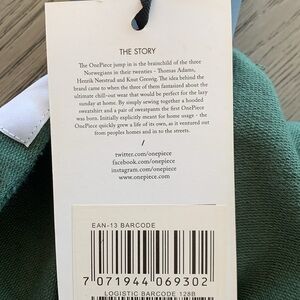 THE STORY
The OnePiece jump in is the brainchild of the three
Norwegians in their twenties - Thomas Adams,
Henrik Nørstrud and Knut Gresvig. The idea behind the
brand came to when the three of them fantasized about the
ultimate chill-out wear that would be perfect for the lazy
sunday at home. By simply sewing together a hooded
sweatshirt and a pair of sweatpants the first OnePiece
was born. Initially explicitly meant for home usage - the
OnePiece quickly grew a life of its own, as it ventured out
from peoples homes and in to the streets.
/
twitter.com/onepiece
facebook.com/onepiece
instagram.com/onepiece
www.onepiece.com
EAN-13 BARCODE
7 071944 069302
LOGISTIC BARCODE 128B